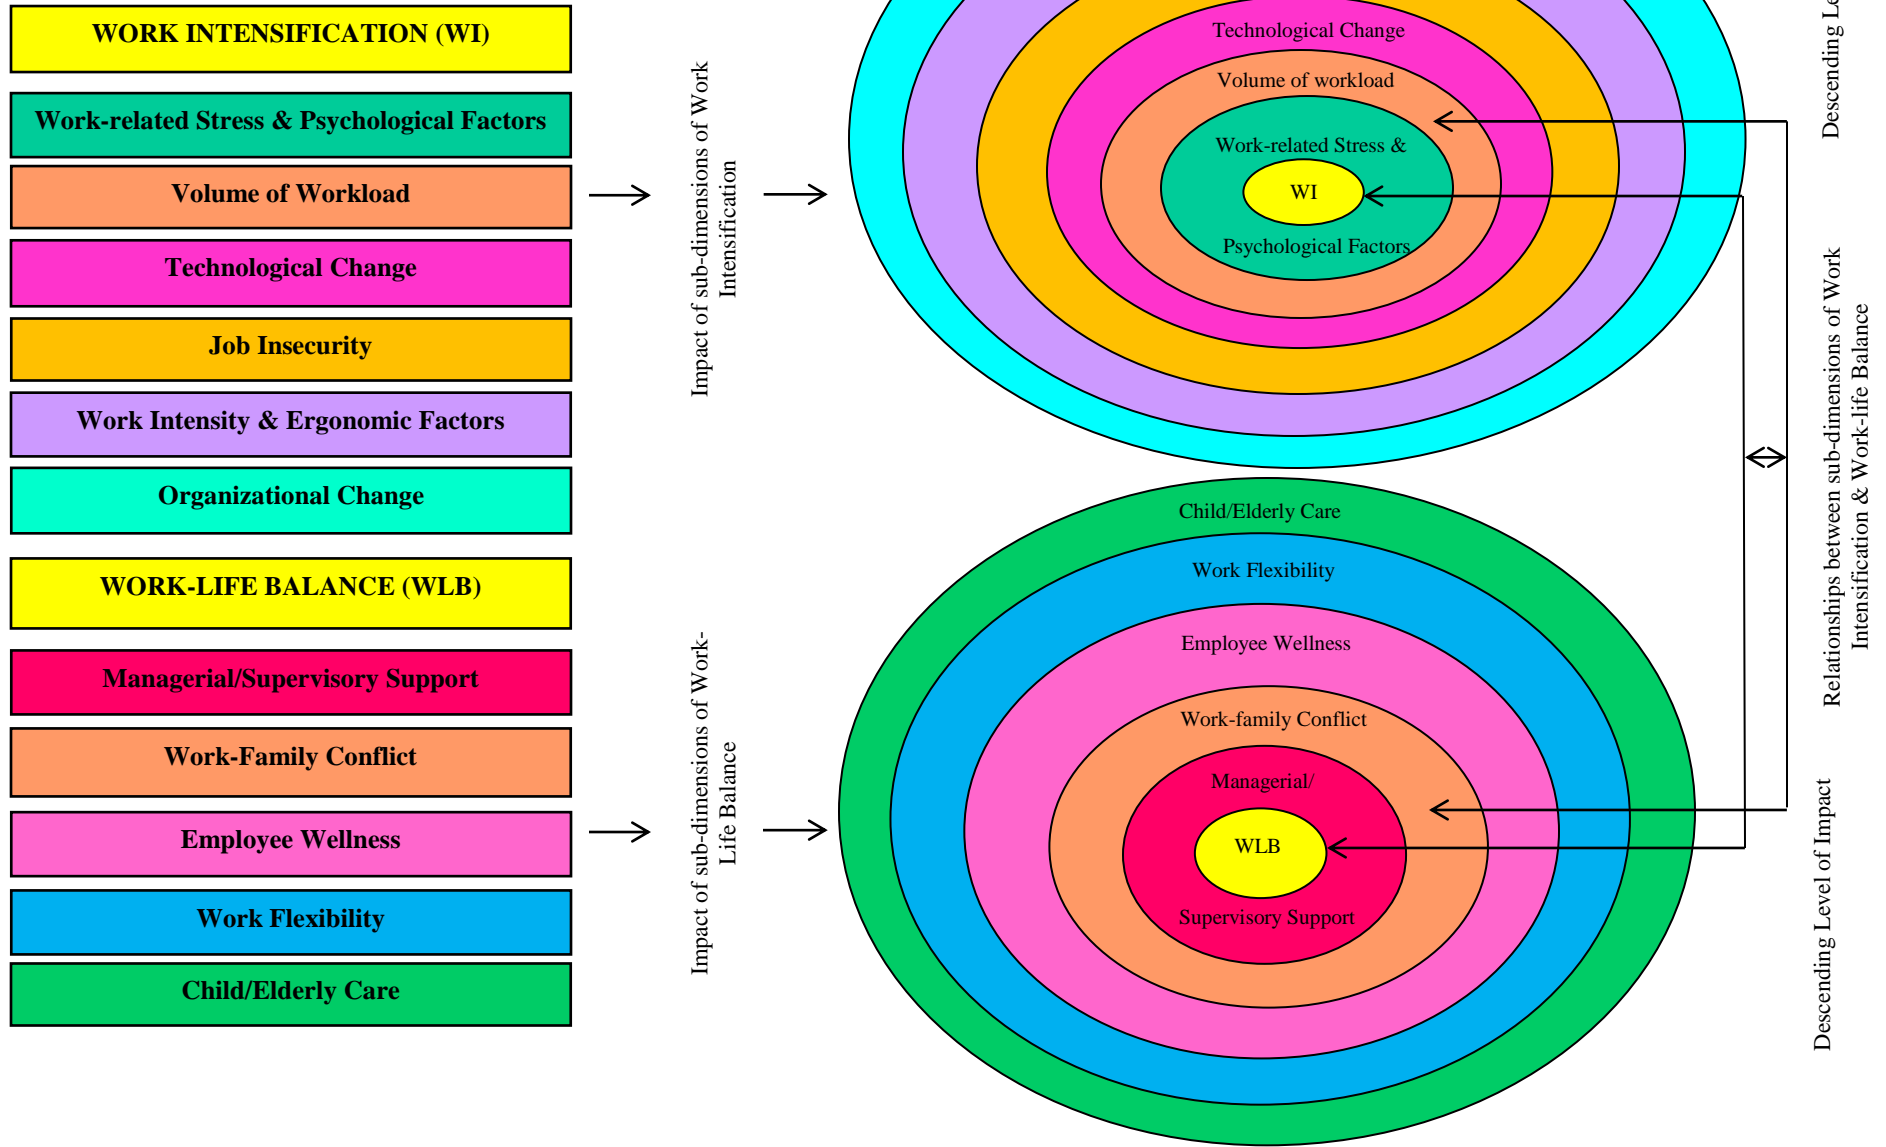 WORK INTENSIFICATION (WI)
Work-related Stress & Psychological Factors
Volume of Workload
Technological Change
Job Insecurity
Work Intensity & Ergonomic Factors
Organizational Change
WORK-LIFE BALANCE (WLB)
Managerial/Supervisory Support
Work-Family Conflict
Employee Wellness
Work Flexibility
Child/Elderly Care
Impact of sub-dimensions of Work
Intensification
Impact of sub-dimensions of Work-
Life Balance
Technological Change
Volume of workload
Work-related Stress &
WI
Psychological Factors
Child/Elderly Care
Work Flexibility
Employee Wellness
Work-family Conflict
Managerial/
WLB
Supervisory Support
Descending
Relationships between sub-dimensions of Work
Intensification & Work-life Balance
Descending Level of Impact